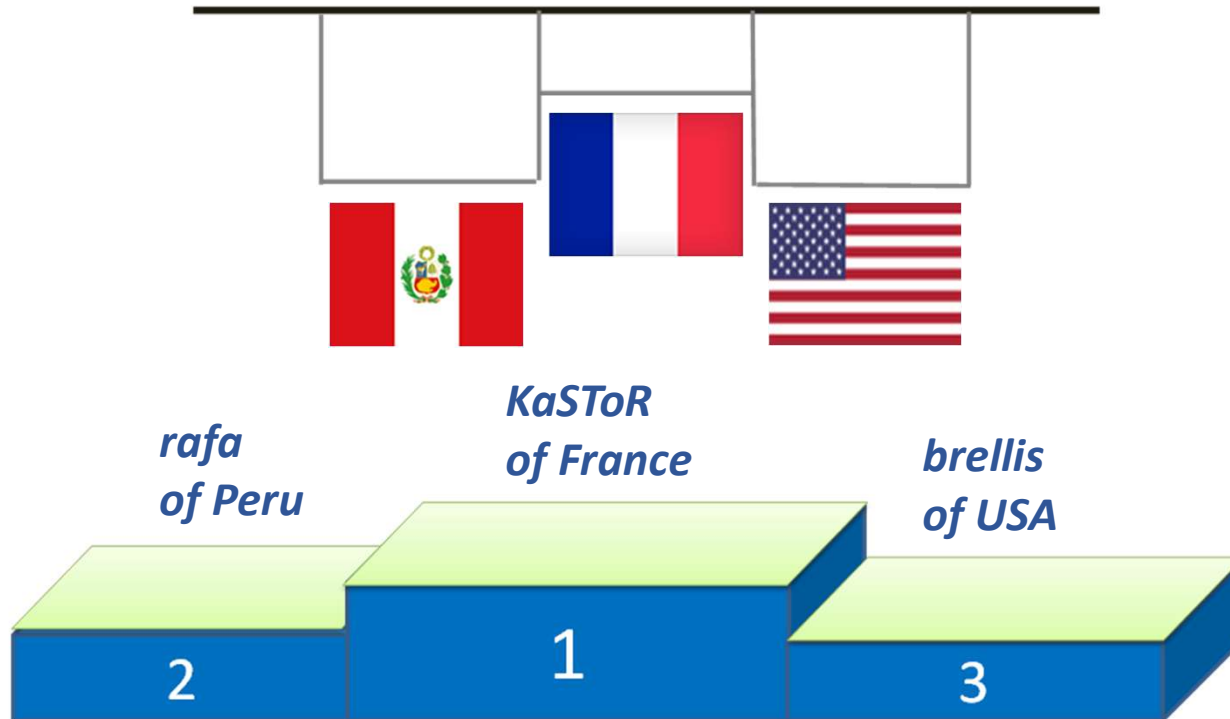 KaSToR
of France
rafa
of Peru
brellis
of USA
2
1
3